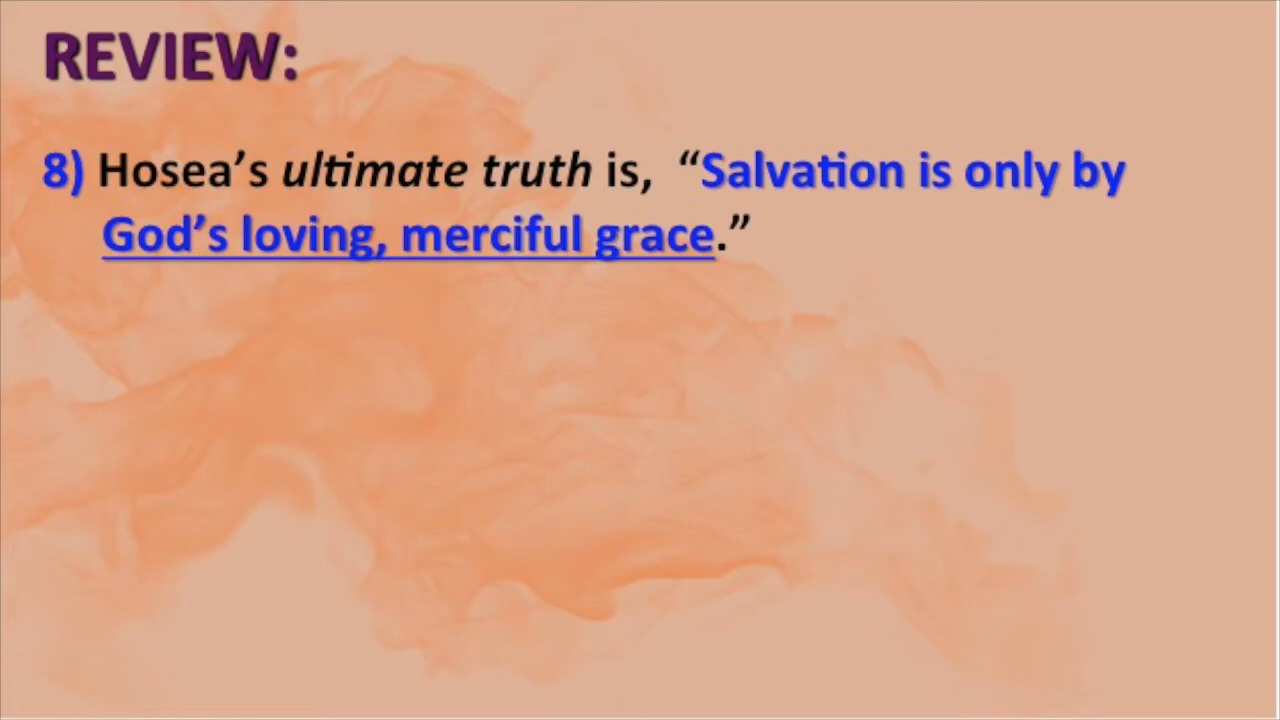 REVIEW:
8) Hosea’s ultimate truth is, “Salvation is only by
God’s loving, merciful grace.”